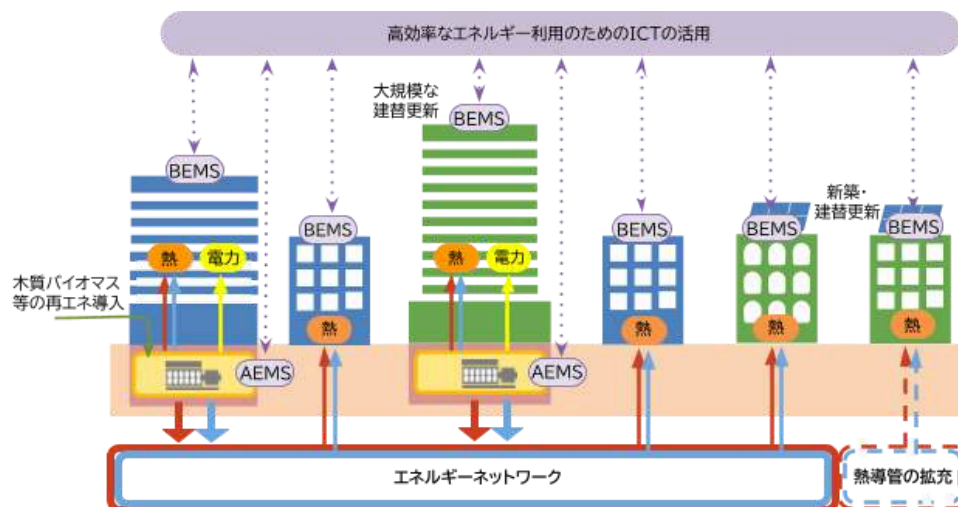 高効率なエネルギー利用のためのICTの活用
大規模な
建替更新
BEMS
BEMS
新築・
建替更新
BEMS
BEMS
BEMS
BEMS
熱
電力
熱
電力
木質バイオマス
等の再エネ導入
熱
熱
熱
熱
AEMS
AEMS
エネルギーネットワーク
熱導管の拡充